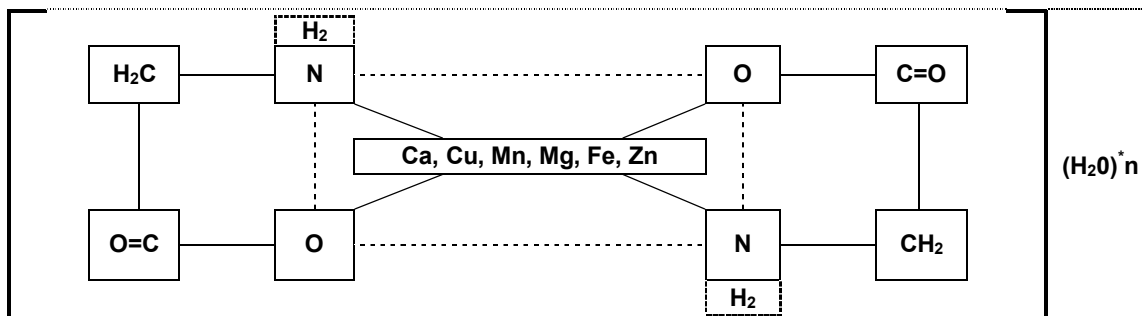 H₂
H₂C N O C=O
Ca, Cu, Mn, Mg, Fe, Zn
(H₂0)*n
O=C O N CH₂
H₂